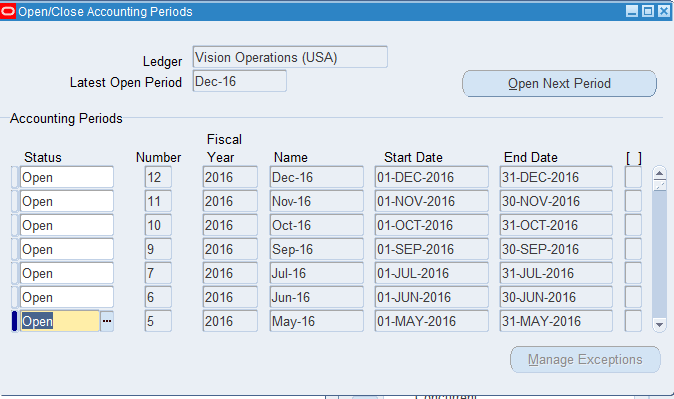 Open/Close Accounting Periods
Ledger Vision Operations (USA)
Latest Open Period Dec-16
Open Next Period
Accounting Periods
Fiscal
Status Number Year Name Start Date End Date [ ]
Open 12 2016 Dec-16 01-DEC-2016 31-DEC-2016
Open 11 2016 Nov-16 01-NOV-2016 30-NOV-2016
Open 10 2016 Oct-16 01-OCT-2016 31-OCT-2016
Open 9 2016 Sep-16 01-SEP-2016 30-SEP-2016
Open 7 2016 Jul-16 01-JUL-2016 31-JUL-2016
Open 6 2016 Jun-16 01-JUN-2016 30-JUN-2016
Open ... 5 2016 May-16 01-MAY-2016 31-MAY-2016
Manage Exceptions
Concurrent